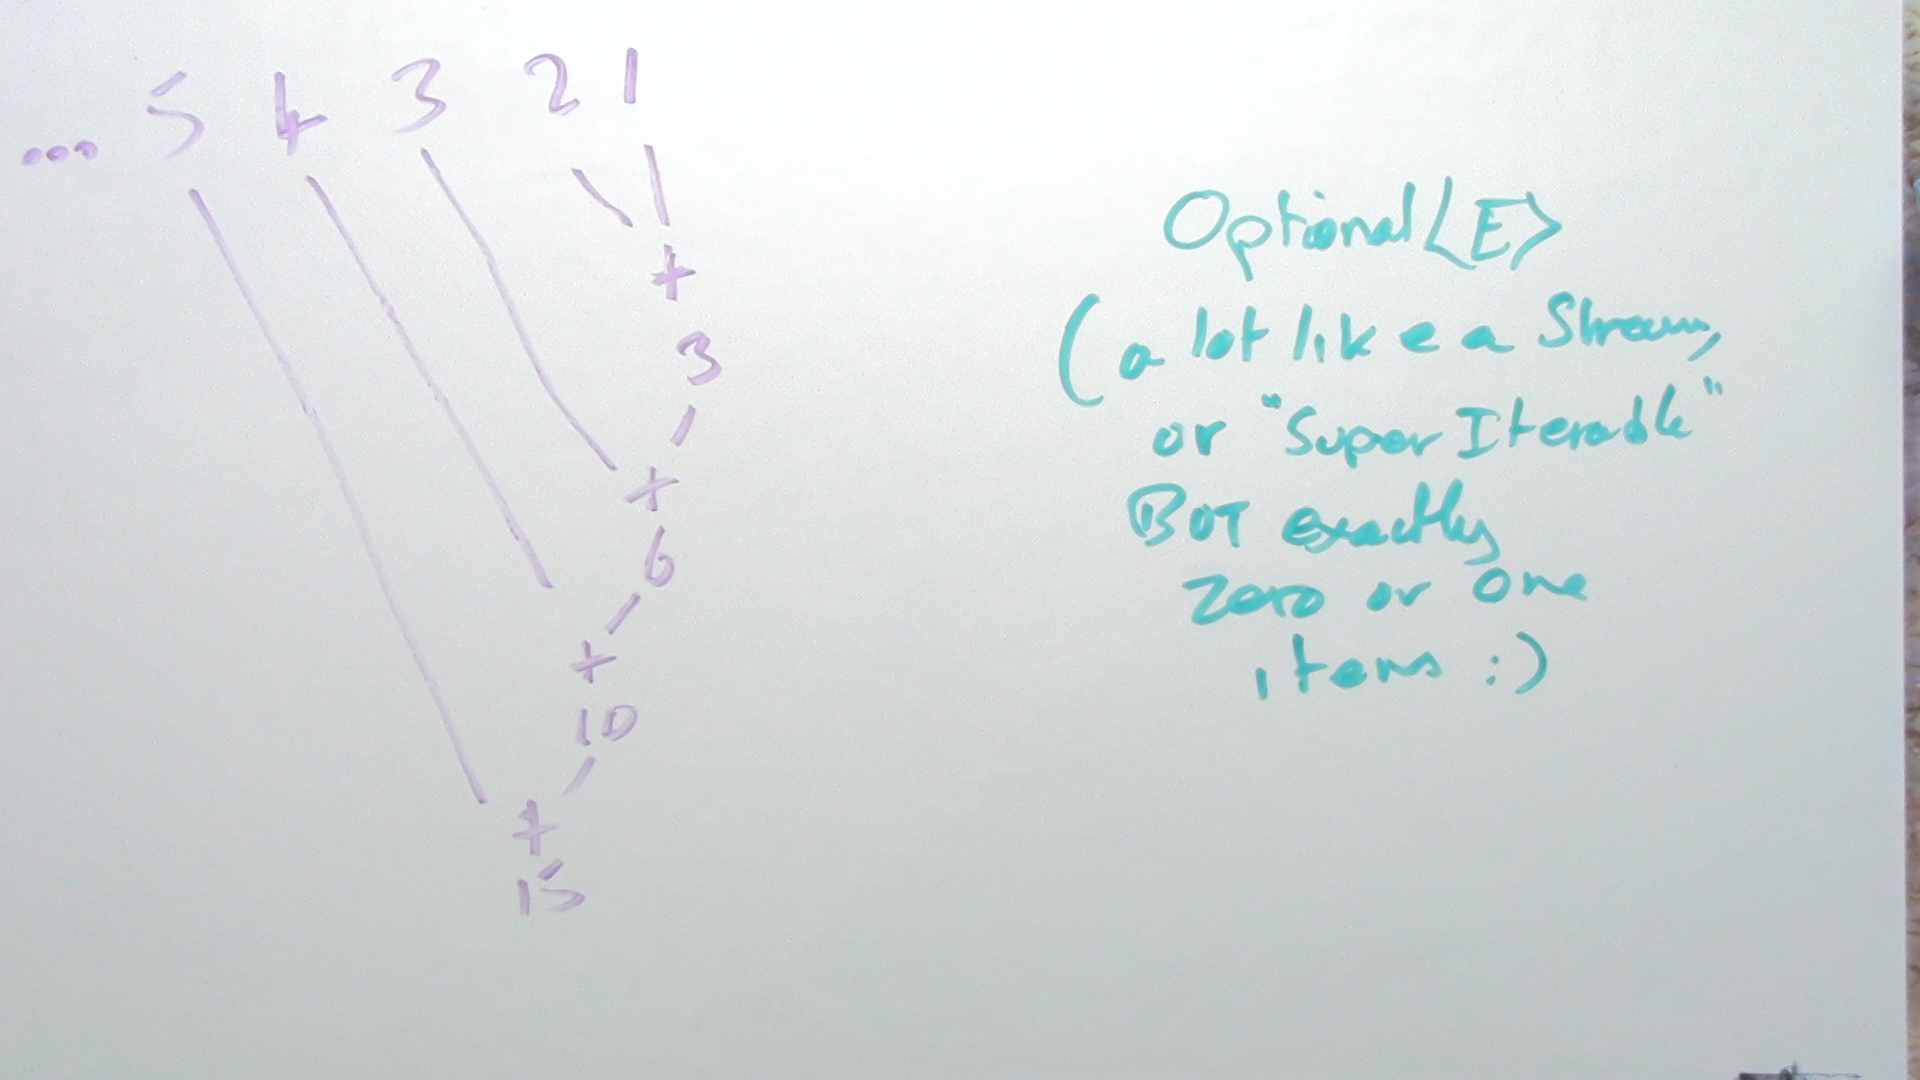 ... 5 4 3 2 1
+
3
+
6
+
10
+
15
Optional<E>
(a lot like a Stream,
or "Super Iterable"
BUT exactly
zero or one
items :)